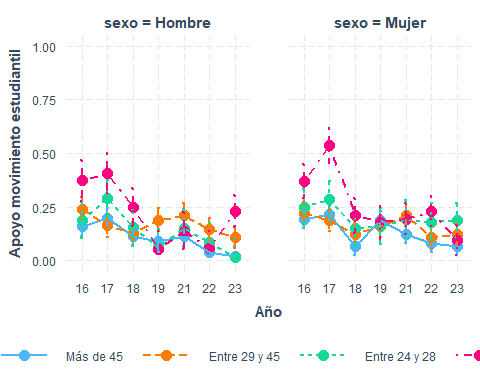 sexo = Hombre
sexo = Mujer
Apoyo movimiento estudiantil
1.00
0.75
0.50
0.25
0.00
16 17 18 19 21 22 23
16 17 18 19 21 22 23
Año
Más de 45
Entre 29 y 45
Entre 24 y 28